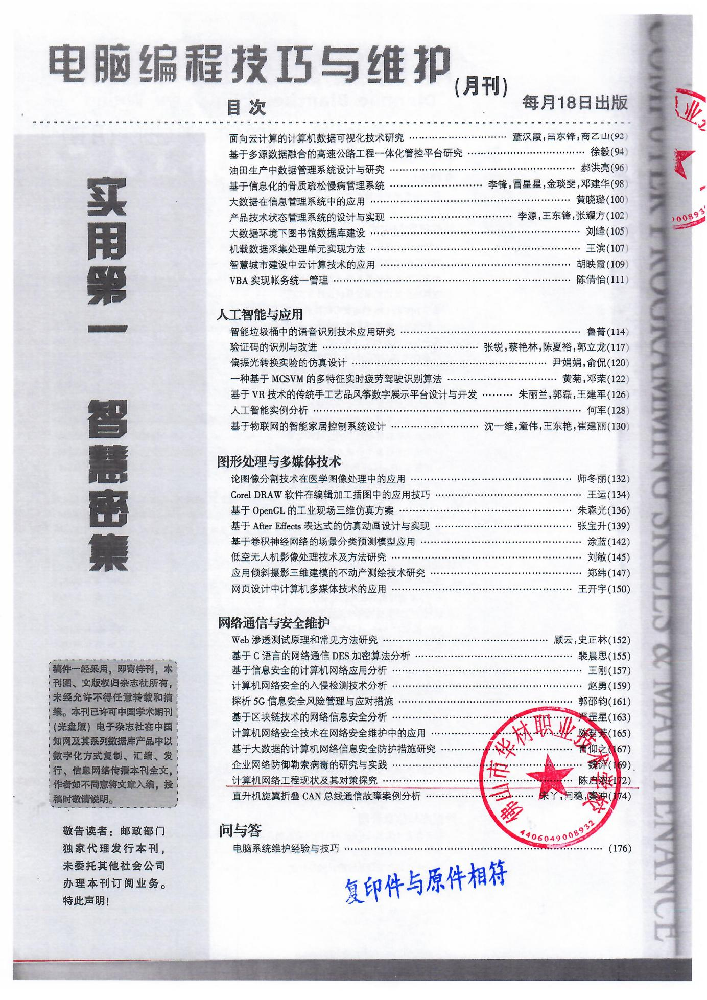 电脑编程技巧与维护
(月刊)
目 次
每月18日出版
面向云计算的计算机数据可视化技术研究 …………………………… 董汉霞,吕东锋,商乙山(92)
基于多源数据融合的高速公路工程一体化管控平台研究 …………………………… 徐毅(94)
油田生产中数据管理系统设计与研究 …………………………… 郝洪亮(96)
基于信息化的骨质疏松慢病管理系统 …………………………… 李锋,冒星星,金琰斐,邓建华(98)
大数据在信息管理系统中的应用 …………………………… 黄晓璐(100)
产品技术状态管理系统的设计与实现 …………………………… 李源,王东锋,张耀方(102)
大数据环境下图书馆数据库建设 …………………………… 刘峰(105)
机载数据采集处理单元实现方法 …………………………… 王滨(107)
智慧城市建设中云计算技术的应用 …………………………… 胡映霞(109)
VBA 实现帐务统一管理 …………………………… 陈倩怡(111)
人工智能与应用
智能垃圾桶中的语音识别技术应用研究 …………………………… 鲁菁(114)
验证码的识别与改进 …………………………… 张锐,蔡艳林,陈夏裕,郭立龙(117)
偏振光转换实验的仿真设计 …………………………… 尹娟娟,俞侃(120)
一种基于 MCSVM 的多特征实时疲劳驾驶识别算法 …………………………… 黄菊,邓荣(122)
基于 VR 技术的传统手工艺品风筝数字展示平台设计与开发 ……… 朱丽兰,郭磊,王建军(126)
人工智能实例分析 …………………………… 何军(128)
基于物联网的智能家居控制系统设计 …………………………… 沈一维,童伟,王东艳,崔建丽(130)
图形处理与多媒体技术
论图像分割技术在医学图像处理中的应用 …………………………… 师冬丽(132)
Corel DRAW 软件在编辑加工插图中的应用技巧 …………………………… 王运(134)
基于 OpenGL 的工业现场三维仿真方案 …………………………… 朱森光(136)
基于 After Effects 表达式的仿真动画设计与实现 …………………………… 张宝升(139)
基于卷积神经网络的场景分类预测模型应用 …………………………… 涂蓝(142)
低空无人机影像处理技术及方法研究 …………………………… 刘敏(145)
应用倾斜摄影三维建模的不动产测绘技术研究 …………………………… 郑纬(147)
网页设计中计算机多媒体技术的应用 …………………………… 王开宇(150)
网络通信与安全维护
Web 渗透测试原理和常见方法研究 …………………………… 顾云,史正林(152)
基于 C 语言的网络通信 DES 加密算法分析 …………………………… 裴晨思(155)
基于信息安全的计算机网络应用分析 …………………………… 王刚(157)
计算机网络安全的入侵检测技术分析 …………………………… 赵勇(159)
探析 5G 信息安全风险管理与应对措施 …………………………… 郭邵钧(161)
基于区块链技术的网络信息安全分析 …………………………… 严罡星(163)
计算机网络安全技术在网络安全维护中的应用 …………………………… 陈君芳(165)
基于大数据的计算机网络信息安全防护措施研究 …………………………… 曹仰之(167)
企业网络防御勒索病毒的研究与实践 …………………………… 魏评(169)
计算机网络工程现状及其对策探究 …………………………… 陈启浓(172)
直升机旋翼折叠 CAN 总线通信故障案例分析 …………………………… 宋丫,闫稳,秦冲(174)
问与答
电脑系统维护经验与技巧 …………………………… (176)
实用第一 智慧密集
稿件一经采用，即寄样刊，本
刊图、文版权归杂志社所有，
未经允许不得任意转载和摘
编。本刊已许可中国学术期刊
(光盘版) 电子杂志社在中国
知网及其系列数据库产品中以
数字化方式复制、汇编、发
行、信息网络传播本刊全文，
作者如不同意将文章入编，投
稿时敬请说明。
敬告读者：邮政部门
独家代理发行本刊，
未委托其他社会公司
办理本刊订阅业务。
特此声明！
佛山市华材职业技术学校
4406049008932
复印件与原件相符
COMPUTER PROGRAMMING SKILLS & MAINTENANCE